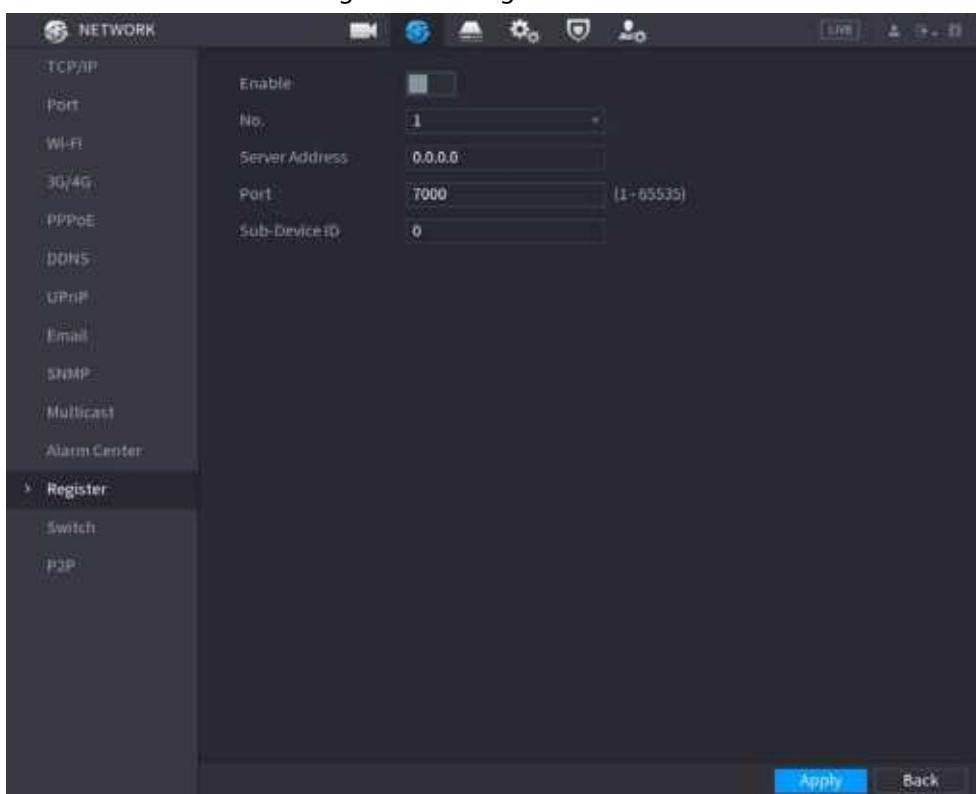 NETWORK
LIVE
TCP/IP
Port
Wi-Fi
3G/4G
PPPoE
DDNS
UPnP
Email
SNMP
Multicast
Alarm Center
Register
Switch
P2P
Enable
No. 1
Server Address 0.0.0.0
Port 7000 (1~65535)
Sub-Device ID 0
Apply Back